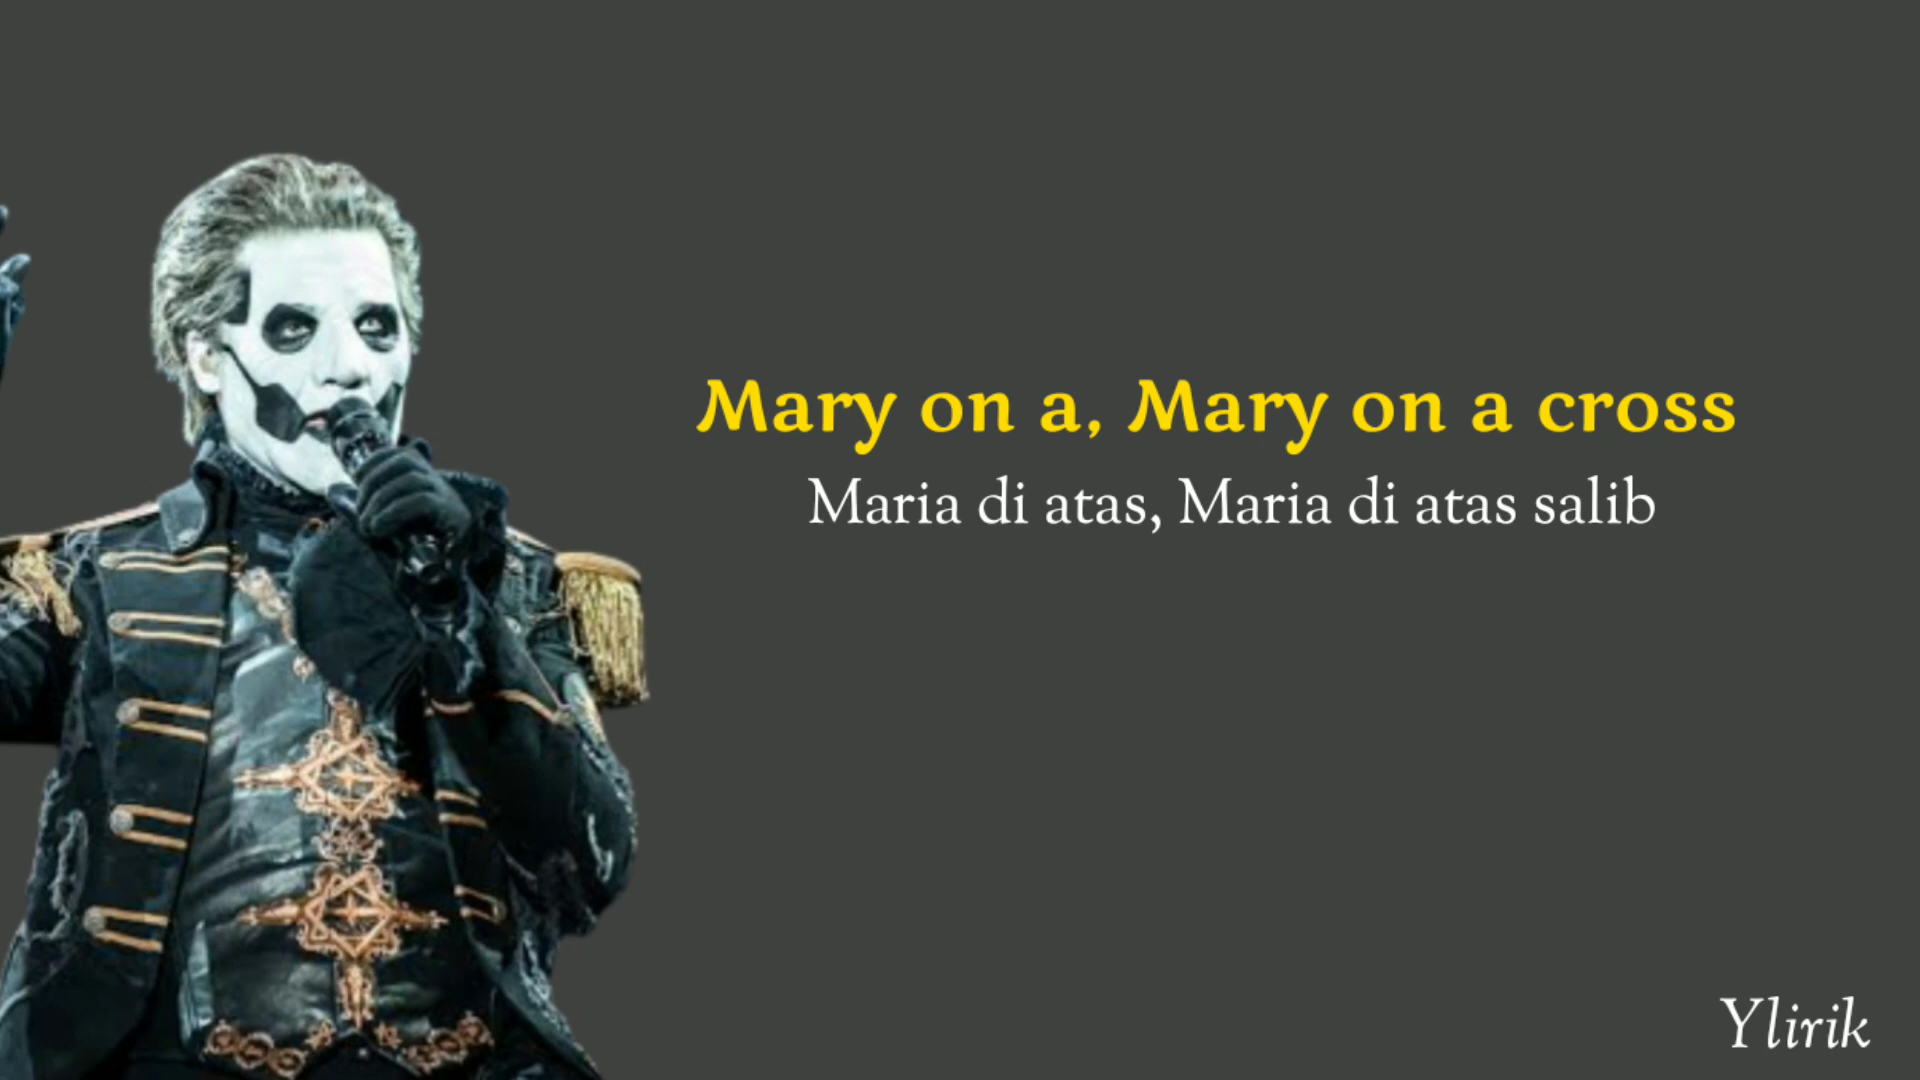 Mary on a, Mary on a cross
Maria di atas, Maria di atas salib
Ylirik